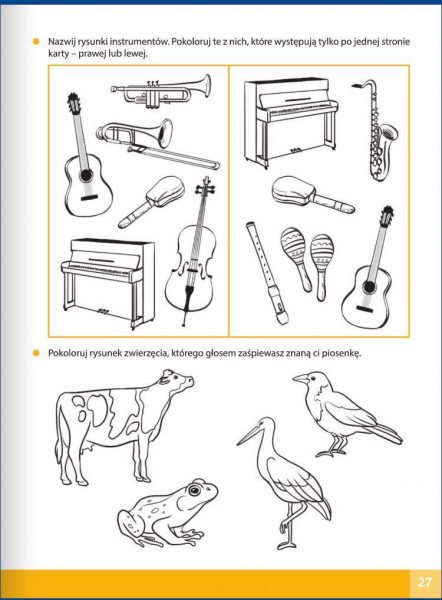 Nazwij rysunki instrumentów. Pokoloruj te z nich, które występują tylko po jednej stronie
karty – prawej lub lewej.
Pokoloruj rysunek zwierzęcia, którego głosem zaśpiewasz znaną ci piosenkę.
27